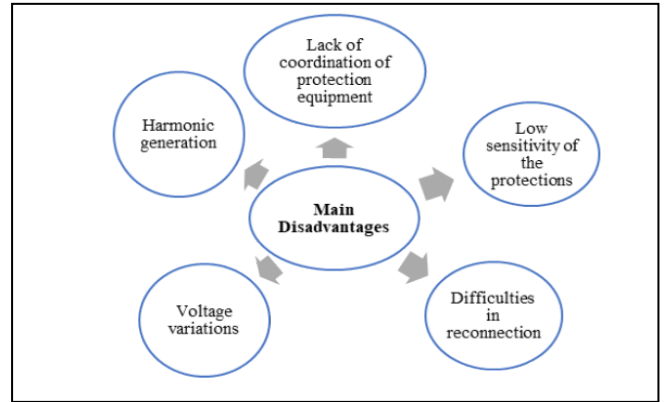 Lack of
coordination of
protection
equipment
Harmonic
generation
Low
sensitivity of
the
protections
Main
Disadvantages
Voltage
variations
Difficulties
in
reconnection